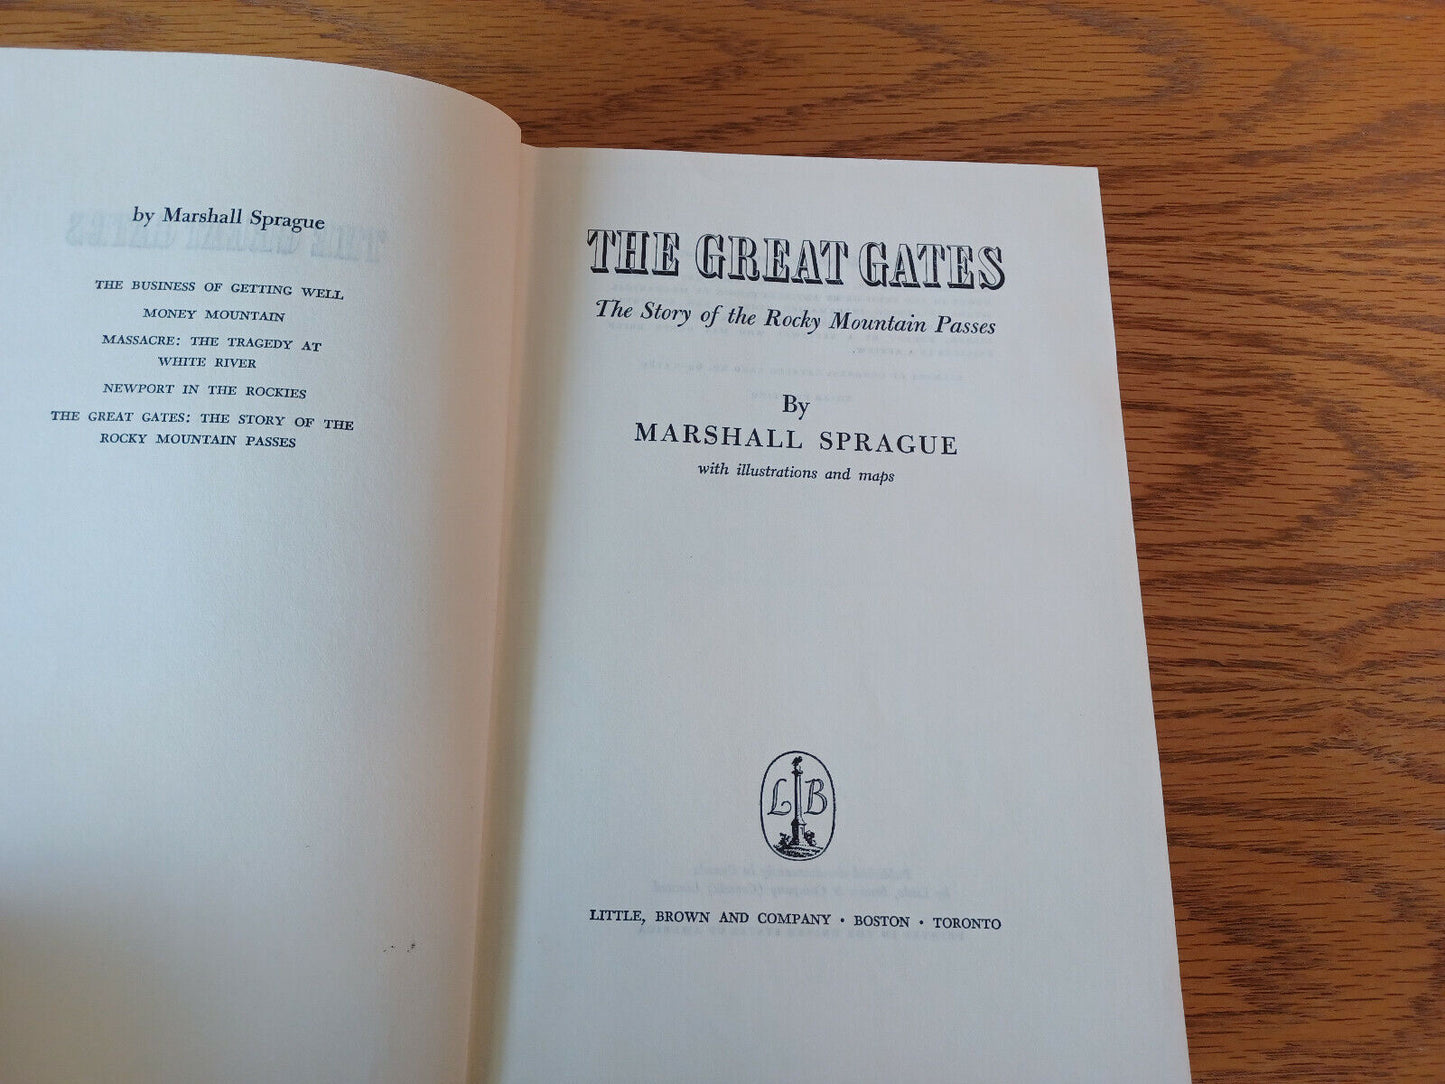 by Marshall Sprague
THE BUSINESS OF GETTING WELL
MONEY MOUNTAIN
MASSACRE: THE TRAGEDY AT
WHITE RIVER
NEWPORT IN THE ROCKIES
THE GREAT GATES: THE STORY OF THE
ROCKY MOUNTAIN PASSES
THE GREAT GATES
The Story of the Rocky Mountain Passes
By
MARSHALL SPRAGUE
with illustrations and maps
L B
LITTLE, BROWN AND COMPANY · BOSTON · TORONTO